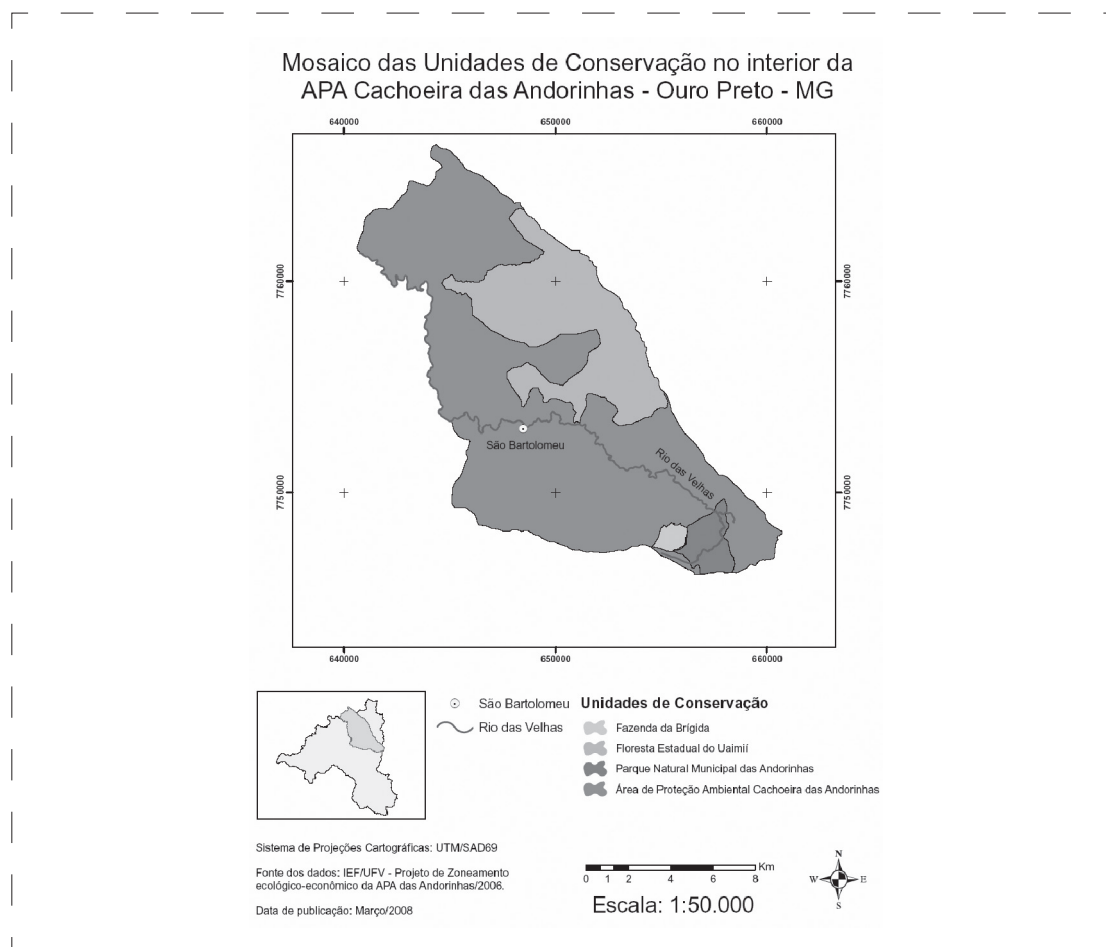 Mosaico das Unidades de Conservação no interior da
APA Cachoeira das Andorinhas - Ouro Preto - MG
640000 650000 660000
7760000 7760000
São Bartolomeu
Rio das Velhas
7750000 7750000
640000 650000 660000
São Bartolomeu
Rio das Velhas
Unidades de Conservação
Fazenda da Brígida
Floresta Estadual do Uaimií
Parque Natural Municipal das Andorinhas
Área de Proteção Ambiental Cachoeira das Andorinhas
Sistema de Projeções Cartográficas: UTM/SAD69
Fonte dos dados: IEF/UFV - Projeto de Zoneamento
ecológico-econômico da APA das Andorinhas/2006.
Data de publicação: Março/2008
Km
0 1 2 4 6 8
Escala: 1:50.000
N
W E
S